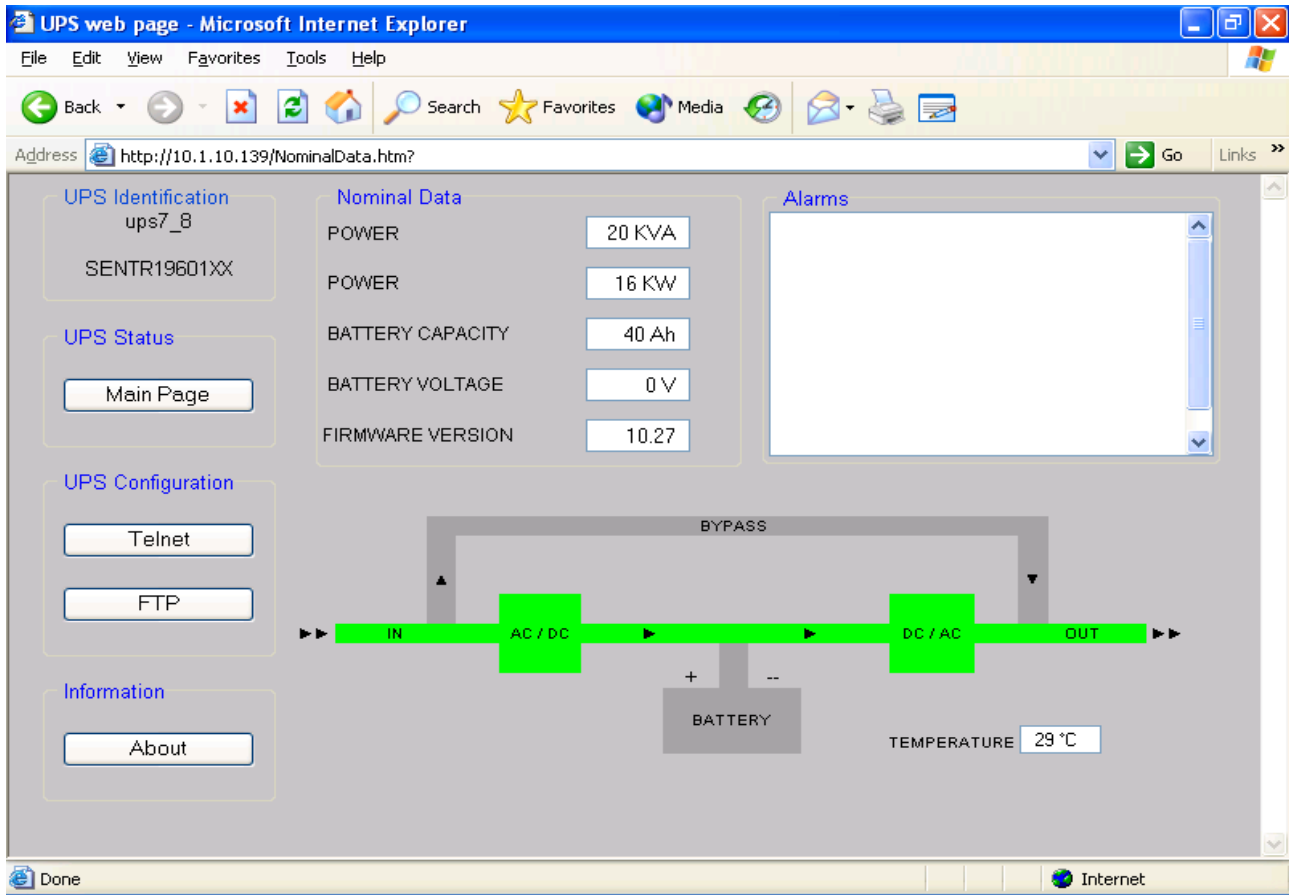 UPS web page - Microsoft Internet Explorer
File Edit View Favorites Tools Help
Back Search Favorites Media
Address http://10.1.10.139/NominalData.htm? Go Links »
UPS Identification
ups7_8
SENTR19601XX
UPS Status
Main Page
UPS Configuration
Telnet
FTP
Information
About
Nominal Data
POWER 20 KVA
POWER 16 KW
BATTERY CAPACITY 40 Ah
BATTERY VOLTAGE 0 V
FIRMWARE VERSION 10.27
Alarms
BYPASS
IN AC / DC DC / AC OUT
+ --
BATTERY
TEMPERATURE 29 °C
Done Internet